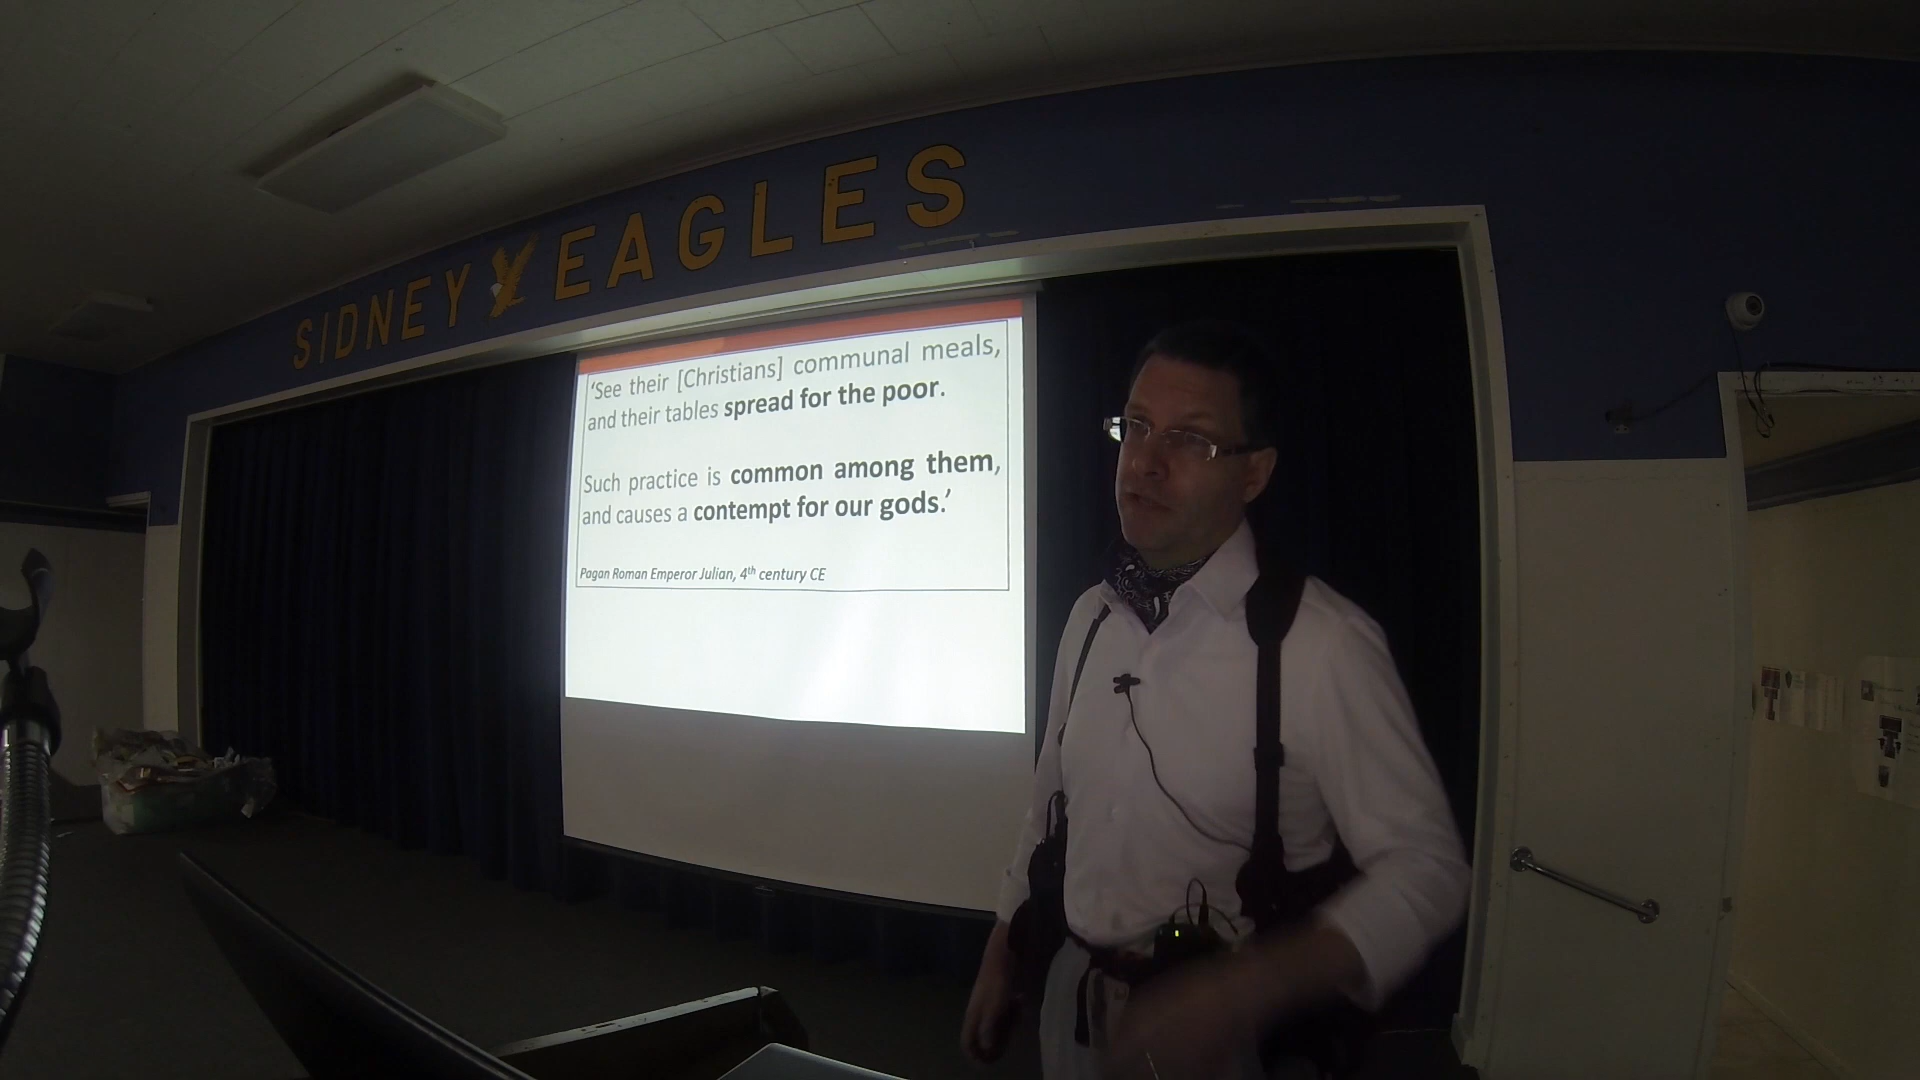 SIDNEY EAGLES
‘See their [Christians] communal meals,
and their tables spread for the poor.
Such practice is common among them,
and causes a contempt for our gods.’
Pagan Roman Emperor Julian, 4th century CE